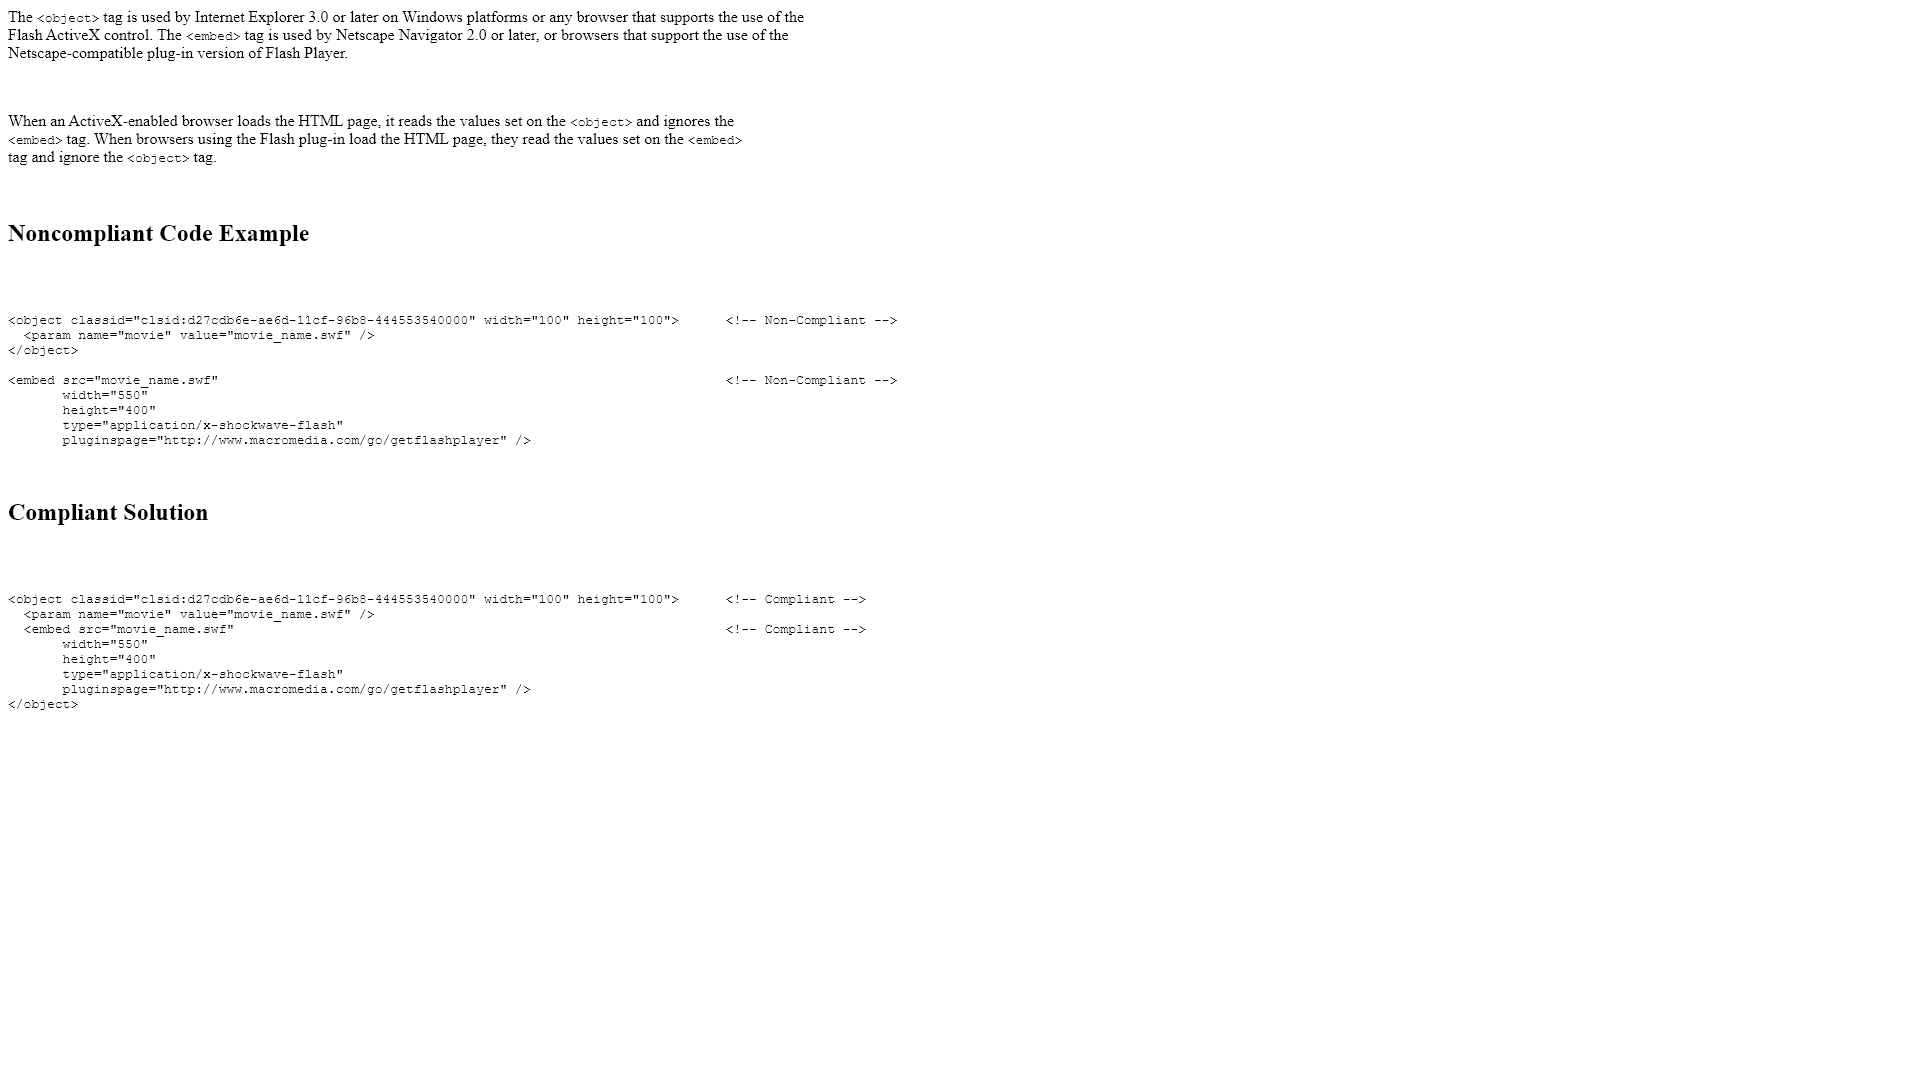 The <object> tag is used by Internet Explorer 3.0 or later on Windows platforms or any browser that supports the use of the
Flash ActiveX control. The <embed> tag is used by Netscape Navigator 2.0 or later, or browsers that support the use of the
Netscape-compatible plug-in version of Flash Player.
When an ActiveX-enabled browser loads the HTML page, it reads the values set on the <object> and ignores the
<embed> tag. When browsers using the Flash plug-in load the HTML page, they read the values set on the <embed>
tag and ignore the <object> tag.
Noncompliant Code Example
<object classid="clsid:d27cdb6e-ae6d-11cf-96b8-444553540000" width="100" height="100">      <!-- Non-Compliant -->
  <param name="movie" value="movie_name.swf" />
</object>
<embed src="movie_name.swf"                                                                 <!-- Non-Compliant -->
       width="550"
       height="400"
       type="application/x-shockwave-flash"
       pluginspage="http://www.macromedia.com/go/getflashplayer" />
Compliant Solution
<object classid="clsid:d27cdb6e-ae6d-11cf-96b8-444553540000" width="100" height="100">      <!-- Compliant -->
  <param name="movie" value="movie_name.swf" />
  <embed src="movie_name.swf"                                                               <!-- Compliant -->
       width="550"
       height="400"
       type="application/x-shockwave-flash"
       pluginspage="http://www.macromedia.com/go/getflashplayer" />
</object>